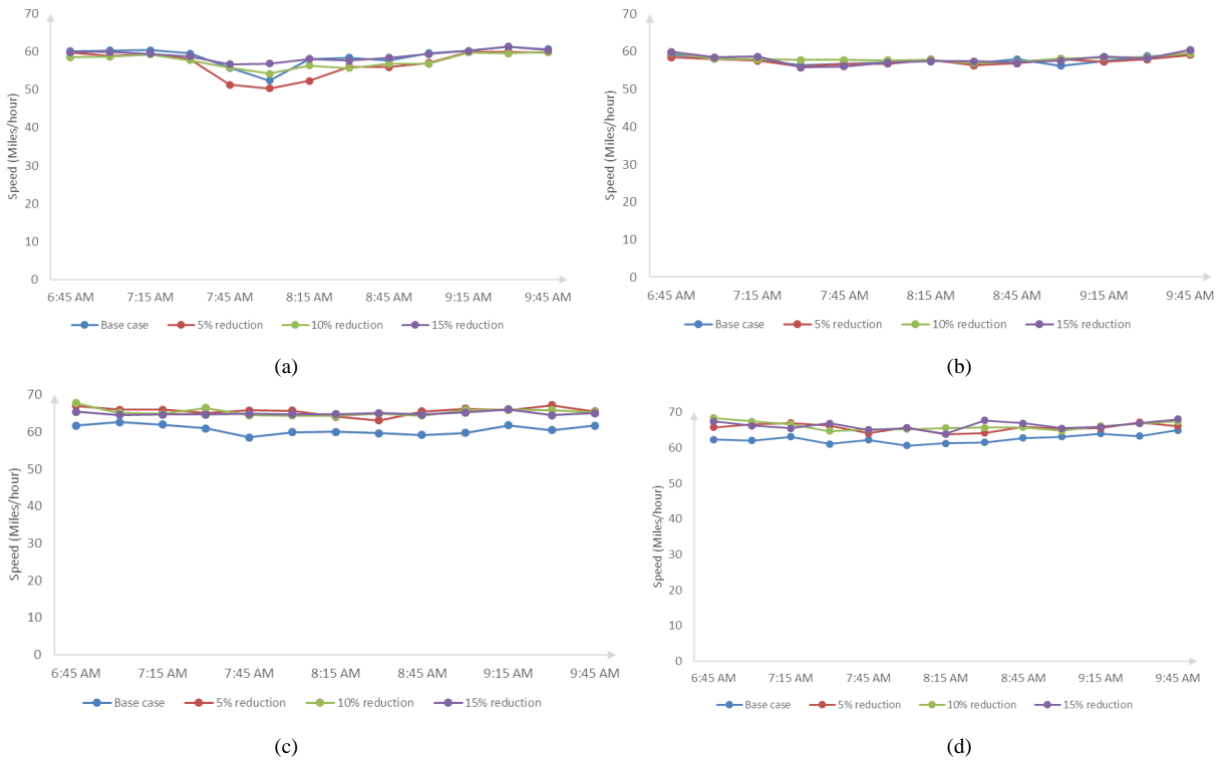 70
60
50
40
30
20
10
0
Speed (Miles/hour)
6:45 AM 7:15 AM 7:45 AM 8:15 AM 8:45 AM 9:15 AM 9:45 AM
Base case 5% reduction 10% reduction 15% reduction
(a)
70
60
50
40
30
20
10
0
Speed (Miles/hour)
6:45 AM 7:15 AM 7:45 AM 8:15 AM 8:45 AM 9:15 AM 9:45 AM
Base case 5% reduction 10% reduction 15% reduction
(b)
70
60
50
40
30
20
10
0
Speed (Miles/hour)
6:45 AM 7:15 AM 7:45 AM 8:15 AM 8:45 AM 9:15 AM 9:45 AM
Base case 5% reduction 10% reduction 15% reduction
(c)
70
60
50
40
30
20
10
0
Speed (Miles/hour)
6:45 AM 7:15 AM 7:45 AM 8:15 AM 8:45 AM 9:15 AM 9:45 AM
Base case 5% reduction 10% reduction 15% reduction
(d)